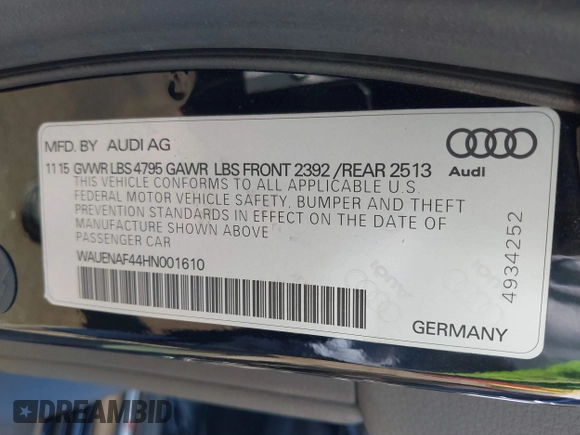 MFD. BY AUDI AG
11 15 GVWR LBS 4795 GAWR LBS FRONT 2392 /REAR 2513
THIS VEHICLE CONFORMS TO ALL APPLICABLE U.S.
FEDERAL MOTOR VEHICLE SAFETY, BUMPER AND THEFT
PREVENTION STANDARDS IN EFFECT ON THE DATE OF
MANUFACTURE SHOWN ABOVE
PASSENGER CAR
WAUENAF44HN001610
Audi
4934252
GERMANY
DREAMBID